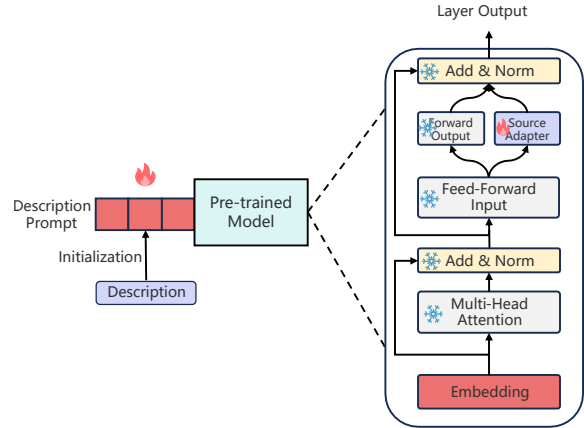 Layer Output
Add & Norm
Forward
Output
Source
Adapter
Feed-Forward
Input
Add & Norm
Multi-Head
Attention
Embedding
Description
Prompt
Pre-trained
Model
Initialization
Description